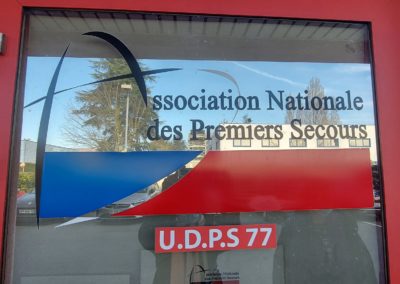 Association Nationale
des Premiers Secours
U.D.P.S 77